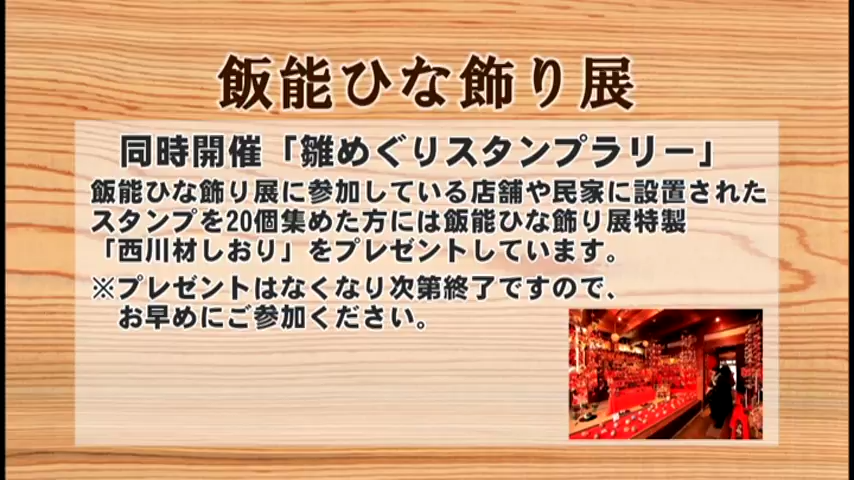 飯能ひな飾り展
同時開催「雛めぐりスタンプラリー」
飯能ひな飾り展に参加している店舗や民家に設置された
スタンプを20個集めた方には飯能ひな飾り展特製
「西川材しおり」をプレゼントしています。
※プレゼントはなくなり次第終了ですので、
お早めにご参加ください。